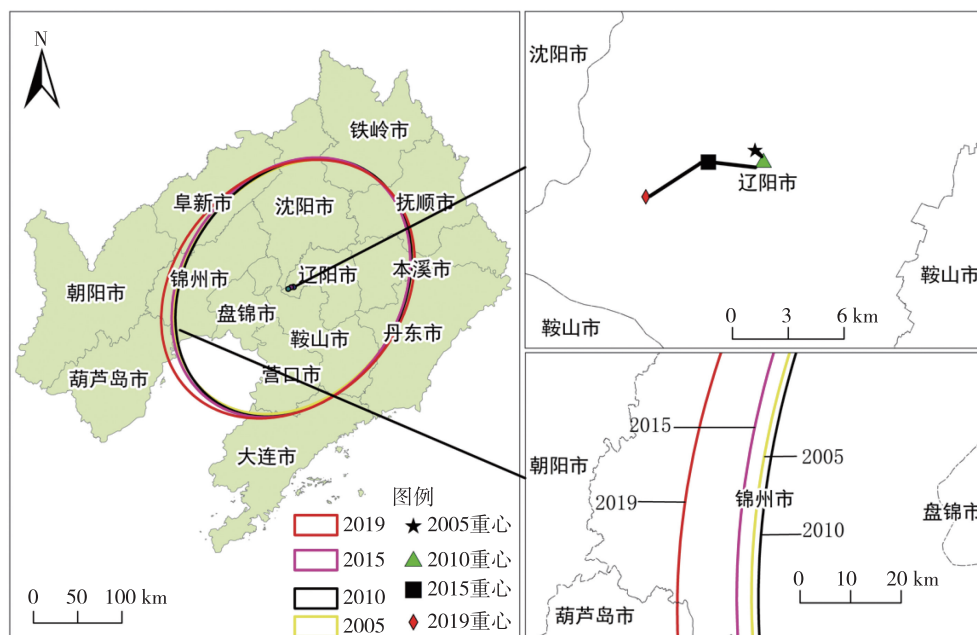 N
铁岭市
阜新市
沈阳市
抚顺市
锦州市
辽阳市
本溪市
朝阳市
盘锦市
鞍山市
丹东市
葫芦岛市
营口市
大连市
图例
2019
2005重心
2015
2010重心
2010
2015重心
2005
2019重心
0 50 100 km
沈阳市
辽阳市
鞍山市
鞍山市
0 3 6 km
2015
2005
朝阳市
2019
锦州市
盘锦市
2010
0 10 20 km
葫芦岛市